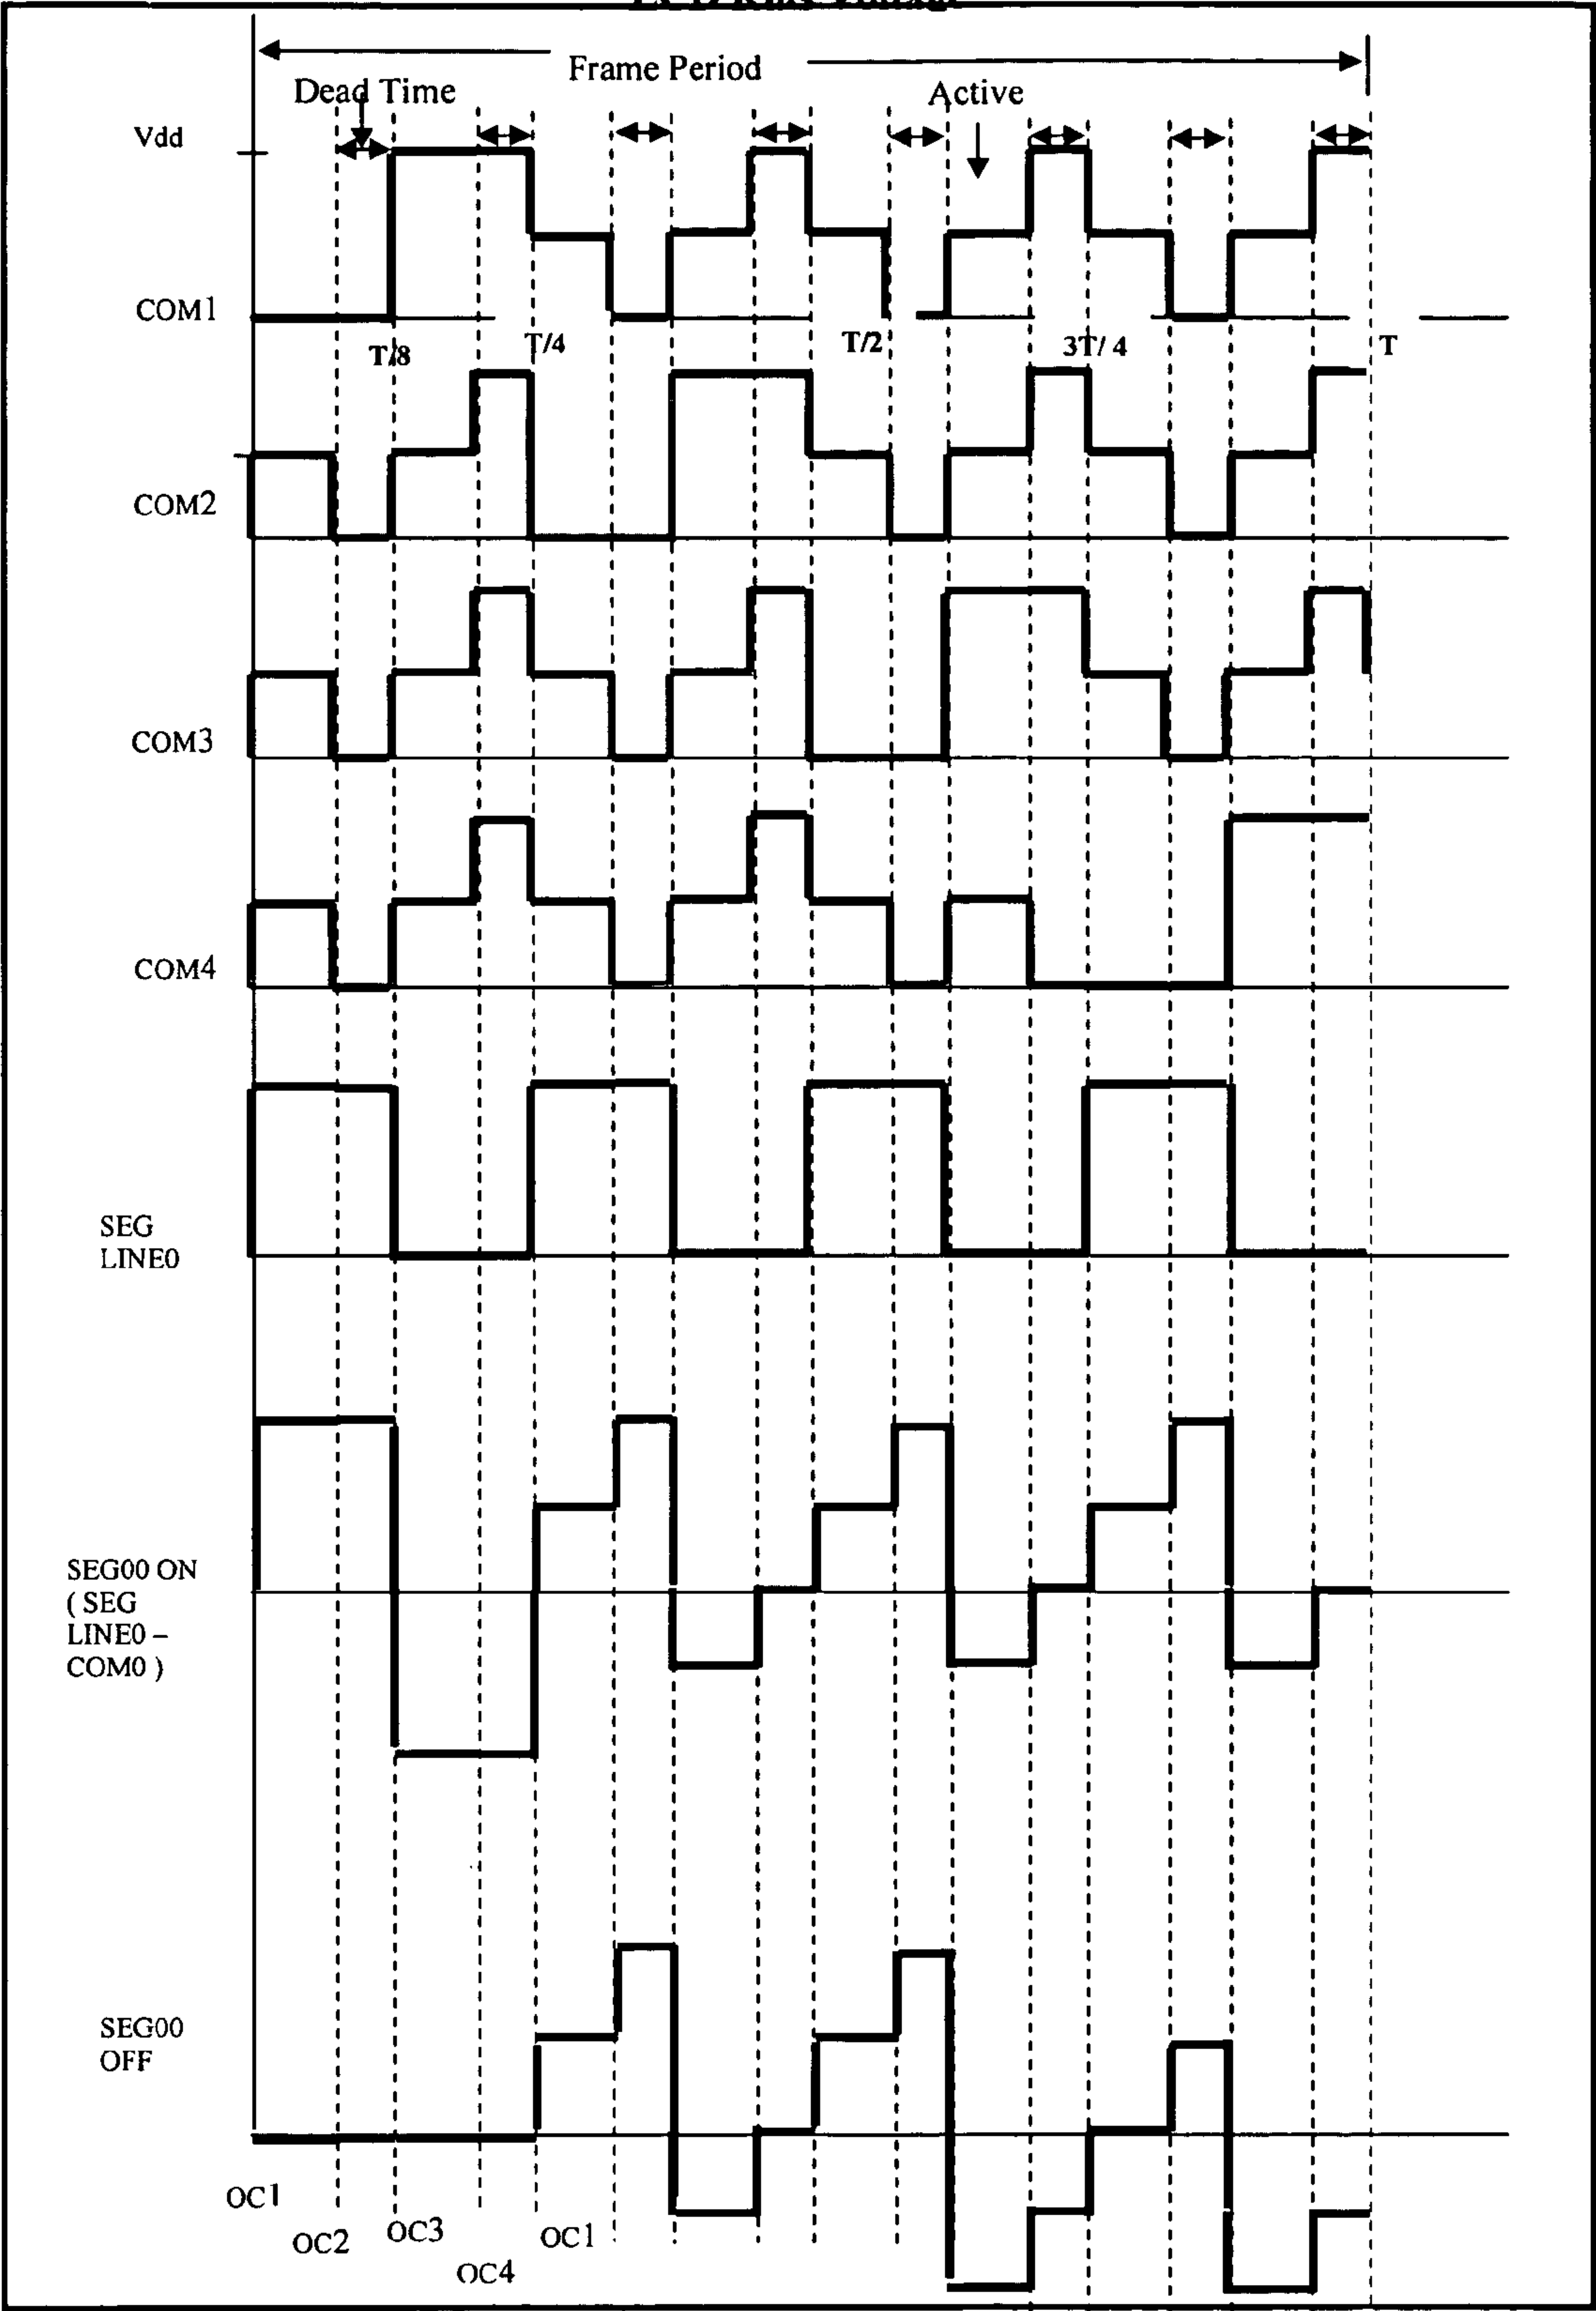 Frame Period
Dead Time
Active
Vdd
COM1
T/8
T/4
T/2
3T/4
T
COM2
COM3
COM4
SEG
LINE0
SEG00 ON
( SEG
LINE0 –
COM0 )
SEG00
OFF
OC1
OC2
OC3
OC4
OC1